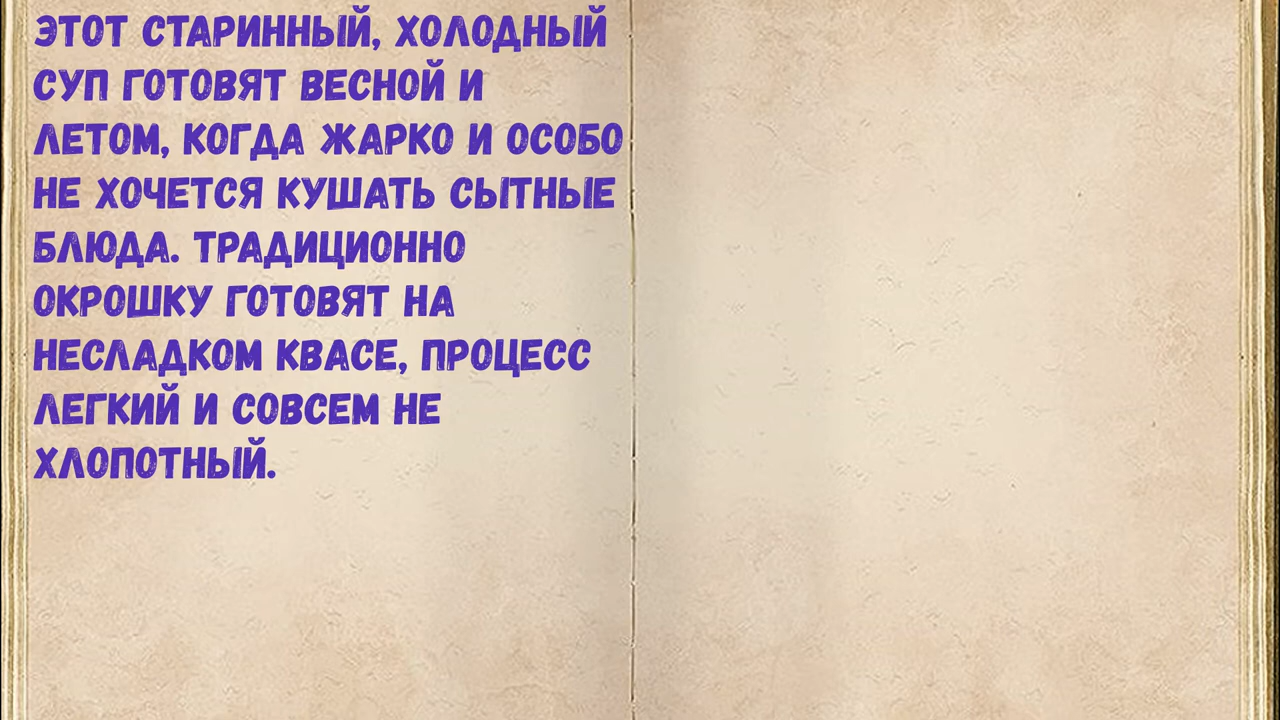 ЭТОТ СТАРИННЫЙ, ХОЛОДНЫЙ
СУП ГОТОВЯТ ВЕСНОЙ И
ЛЕТОМ, КОГДА ЖАРКО И ОСОБО
НЕ ХОЧЕТСЯ КУШАТЬ СЫТНЫЕ
БЛЮДА. ТРАДИЦИОННО
ОКРОШКУ ГОТОВЯТ НА
НЕСЛАДКОМ КВАСЕ, ПРОЦЕСС
ЛЕГКИЙ И СОВСЕМ НЕ
ХЛОПОТНЫЙ.